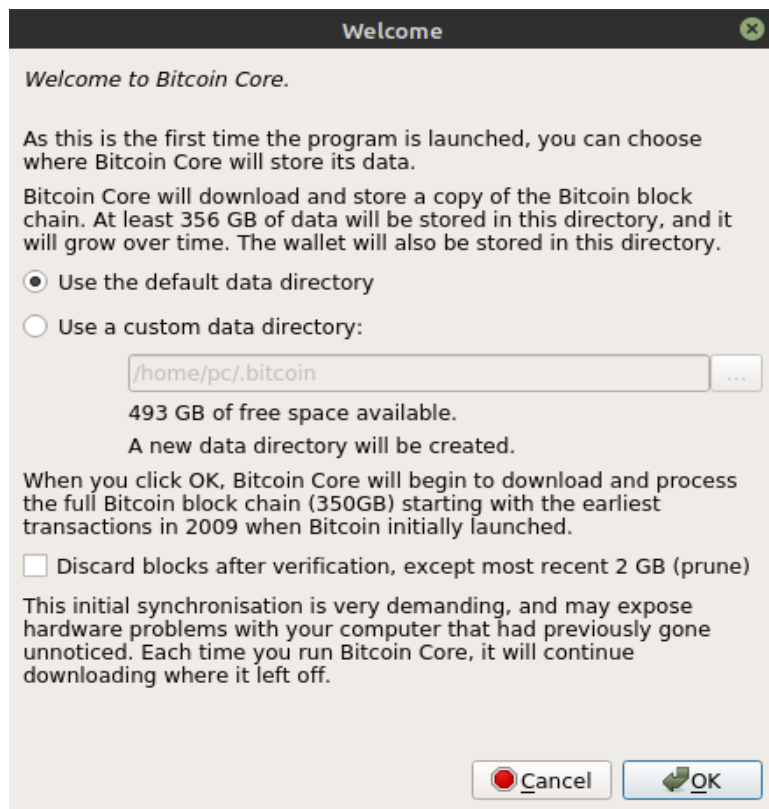 Welcome
Welcome to Bitcoin Core.
As this is the first time the program is launched, you can choose
where Bitcoin Core will store its data.
Bitcoin Core will download and store a copy of the Bitcoin block
chain. At least 356 GB of data will be stored in this directory, and it
will grow over time. The wallet will also be stored in this directory.
Use the default data directory
Use a custom data directory:
/home/pc/.bitcoin
...
493 GB of free space available.
A new data directory will be created.
When you click OK, Bitcoin Core will begin to download and process
the full Bitcoin block chain (350GB) starting with the earliest
transactions in 2009 when Bitcoin initially launched.
Discard blocks after verification, except most recent 2 GB (prune)
This initial synchronisation is very demanding, and may expose
hardware problems with your computer that had previously gone
unnoticed. Each time you run Bitcoin Core, it will continue
downloading where it left off.
Cancel
OK